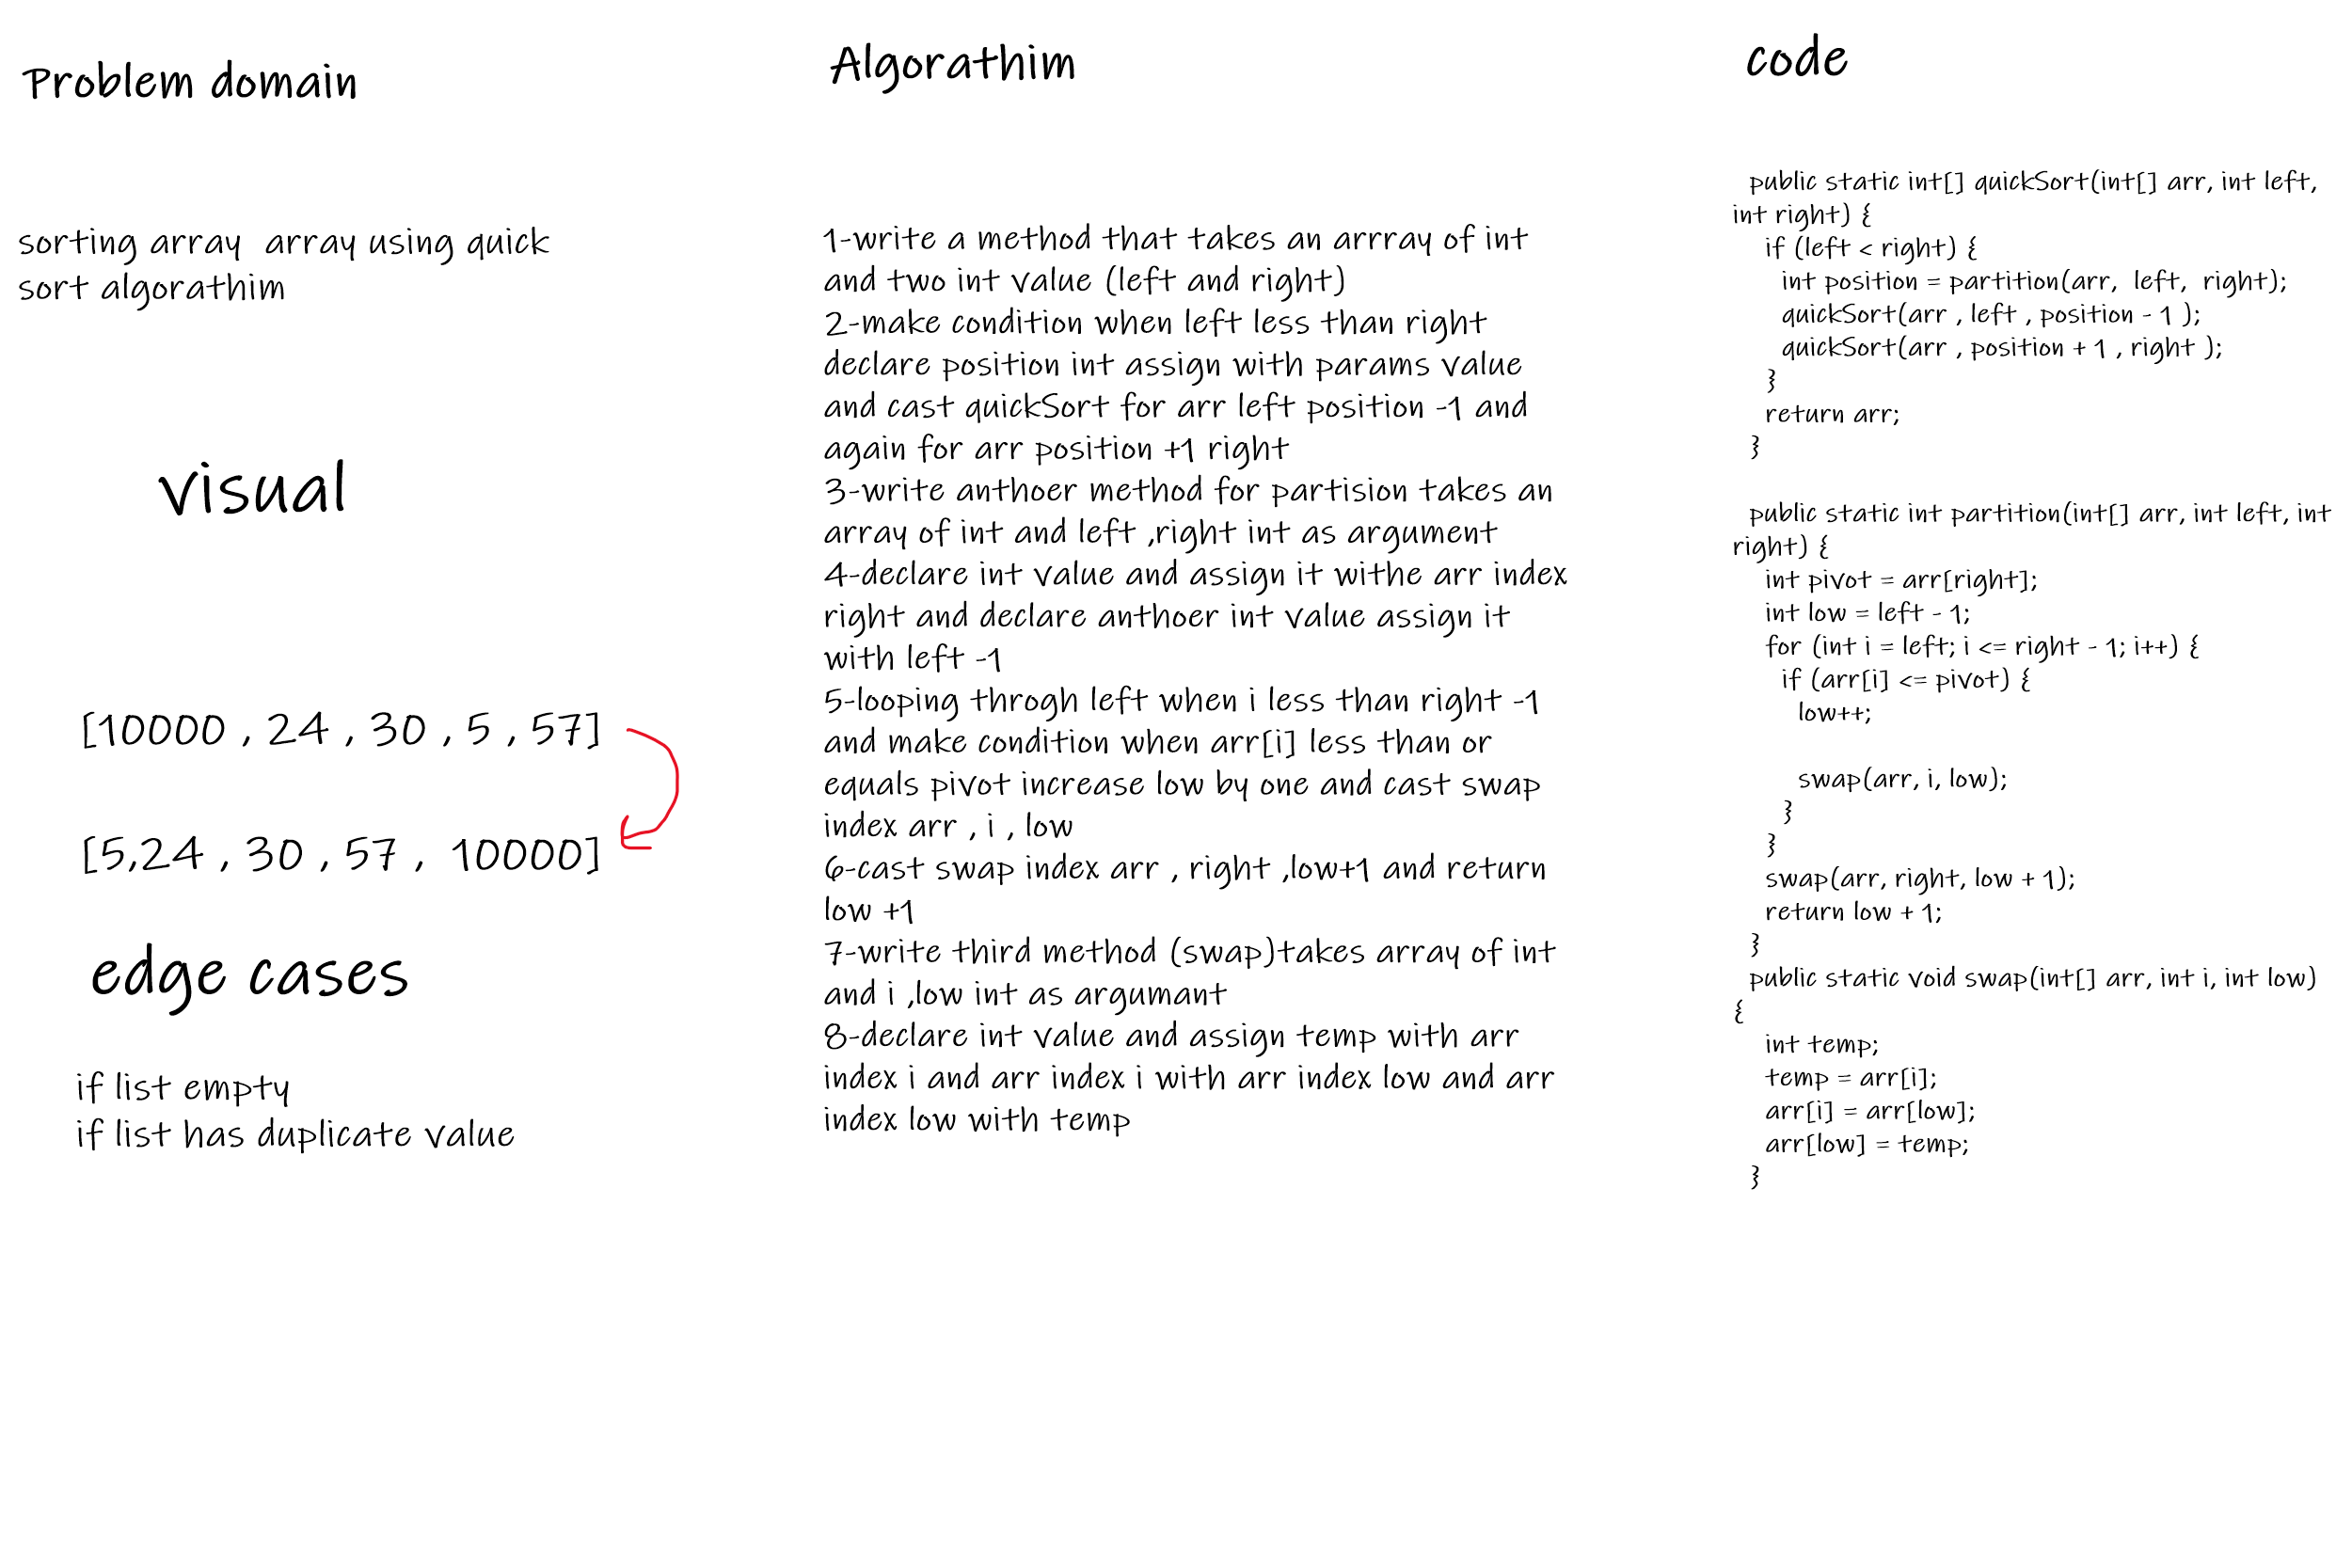 Problem domain
sorting array  array using quick
sort algorathim
visual
[10000 , 24 , 30 , 5 , 57]
[5,24 , 30 , 57 ,  10000]
edge cases
if list empty
if list has duplicate value
Algorathim
1-write a method that takes an arrray of int
and two int value (left and right)
2-make condition when left less than right
declare position int assign with params value
and cast quickSort for arr left position -1 and
again for arr position +1 right
3-write anthoer method for partision takes an
array of int and left ,right int as argument
4-declare int value and assign it withe arr index
right and declare anthoer int value assign it
with left -1
5-looping throgh left when i less than right -1
and make condition when arr[i] less than or
equals pivot increase low by one and cast swap
index arr , i , low
6-cast swap index arr , right ,low+1 and return
low +1
7-write third method (swap)takes array of int
and i ,low int as argumant
8-declare int value and assign temp with arr
index i and arr index i with arr index low and arr
index low with temp
code
public static int[] quickSort(int[] arr, int left,
int right) {
if (left < right) {
int position = partition(arr,  left,  right);
quickSort(arr , left , position - 1 );
quickSort(arr , position + 1 , right );
}
return arr;
}
public static int partition(int[] arr, int left, int
right) {
int pivot = arr[right];
int low = left - 1;
for (int i = left; i <= right - 1; i++) {
if (arr[i] <= pivot) {
low++;
swap(arr, i, low);
}
}
swap(arr, right, low + 1);
return low + 1;
}
public static void swap(int[] arr, int i, int low)
{
int temp;
temp = arr[i];
arr[i] = arr[low];
arr[low] = temp;
}